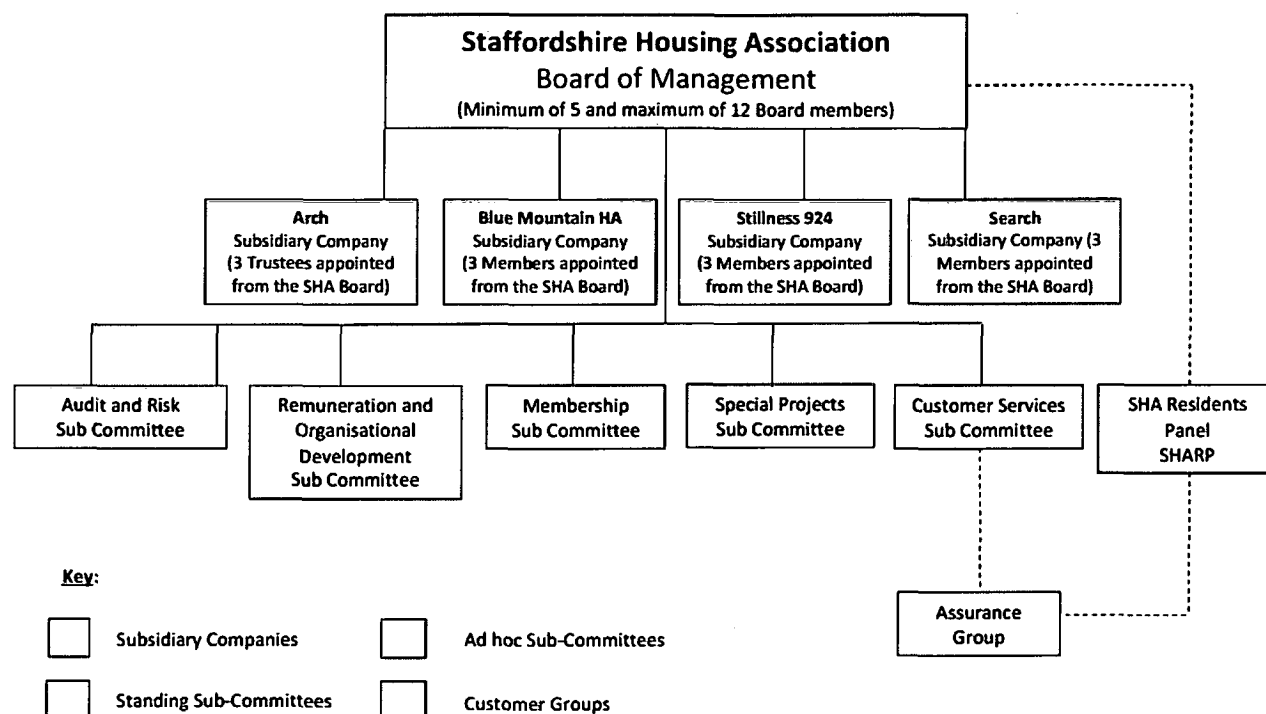 Staffordshire Housing Association
Board of Management
(Minimum of 5 and maximum of 12 Board members)
Arch
Subsidiary Company
(3 Trustees appointed
from the SHA Board)
Blue Mountain HA
Subsidiary Company
(3 Members appointed
from the SHA Board)
Stillness 924
Subsidiary Company
(3 Members appointed
from the SHA Board)
Search
Subsidiary Company (3
Members appointed
from the SHA Board)
Audit and Risk
Sub Committee
Remuneration and
Organisational
Development
Sub Committee
Membership
Sub Committee
Special Projects
Sub Committee
Customer Services
Sub Committee
SHA Residents
Panel
SHARP
Assurance
Group
Key:
Subsidiary Companies
Ad hoc Sub-Committees
Standing Sub-Committees
Customer Groups